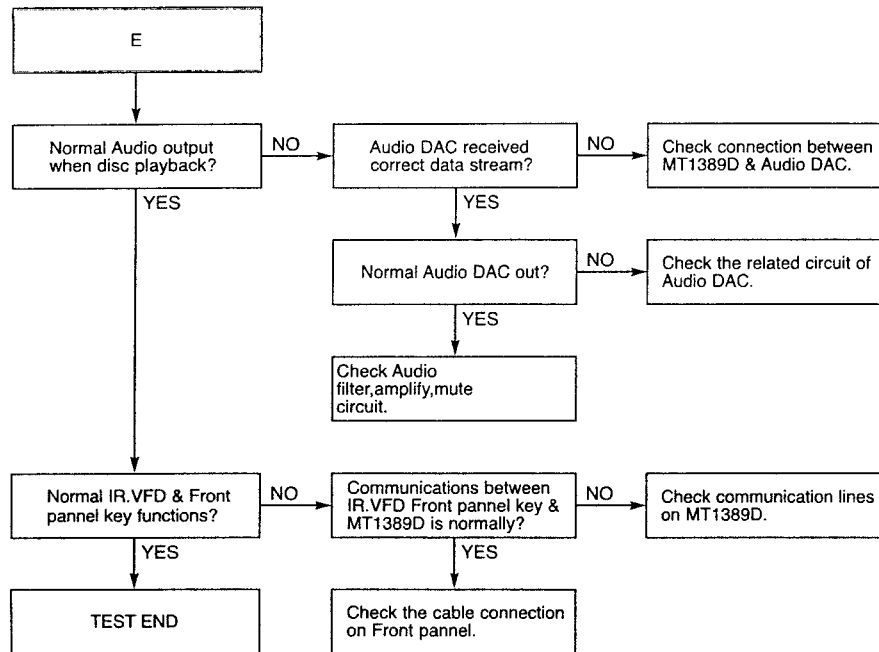 E
Normal Audio output
when disc playback?
NO
Audio DAC received
correct data stream?
NO
Check connection between
MT1389D & Audio DAC.
YES
YES
Normal Audio DAC out?
NO
Check the related circuit of
Audio DAC.
YES
Check Audio
filter,amplify,mute
circuit.
Normal IR.VFD & Front
pannel key functions?
NO
Communications between
IR.VFD Front pannel key &
MT1389D is normally?
NO
Check communication lines
on MT1389D.
YES
YES
TEST END
Check the cable connection
on Front pannel.